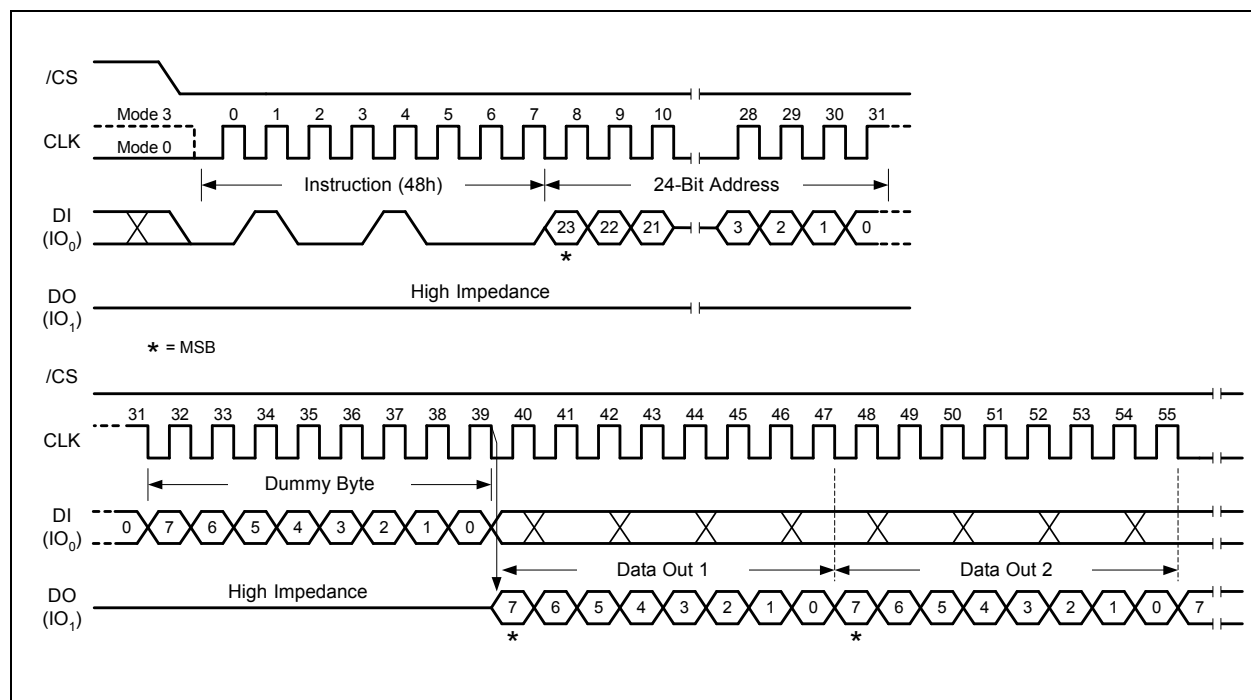 /CS
Mode 3 0 1 2 3 4 5 6 7 8 9 10 28 29 30 31
CLK
Mode 0
Instruction (48h) 24-Bit Address
DI
(IO0) 23 22 21 3 2 1 0
*
High Impedance
DO
(IO1)
* = MSB
/CS
31 32 33 34 35 36 37 38 39 40 41 42 43 44 45 46 47 48 49 50 51 52 53 54 55
CLK
Dummy Byte
DI
(IO0) 0 7 6 5 4 3 2 1 0
Data Out 1 Data Out 2
High Impedance
DO
(IO1) 7 6 5 4 3 2 1 0 7 6 5 4 3 2 1 0 7
* *